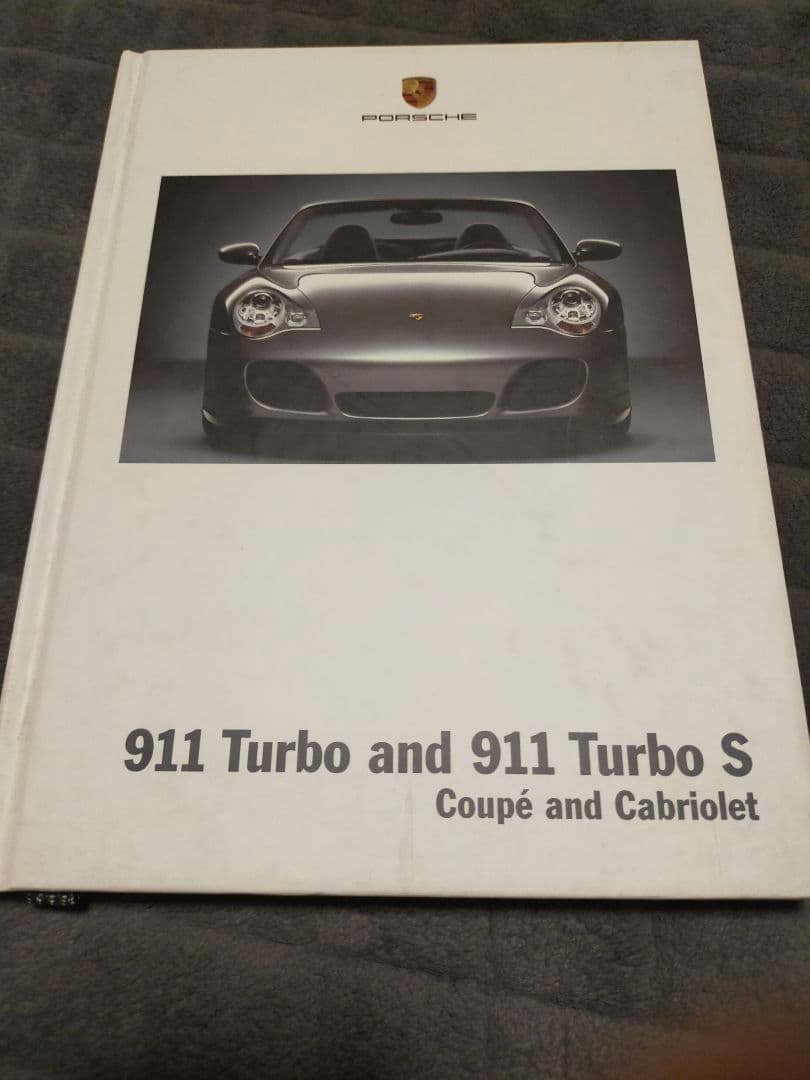 PORSCHE
911 Turbo and 911 Turbo S
Coupé and Cabriolet